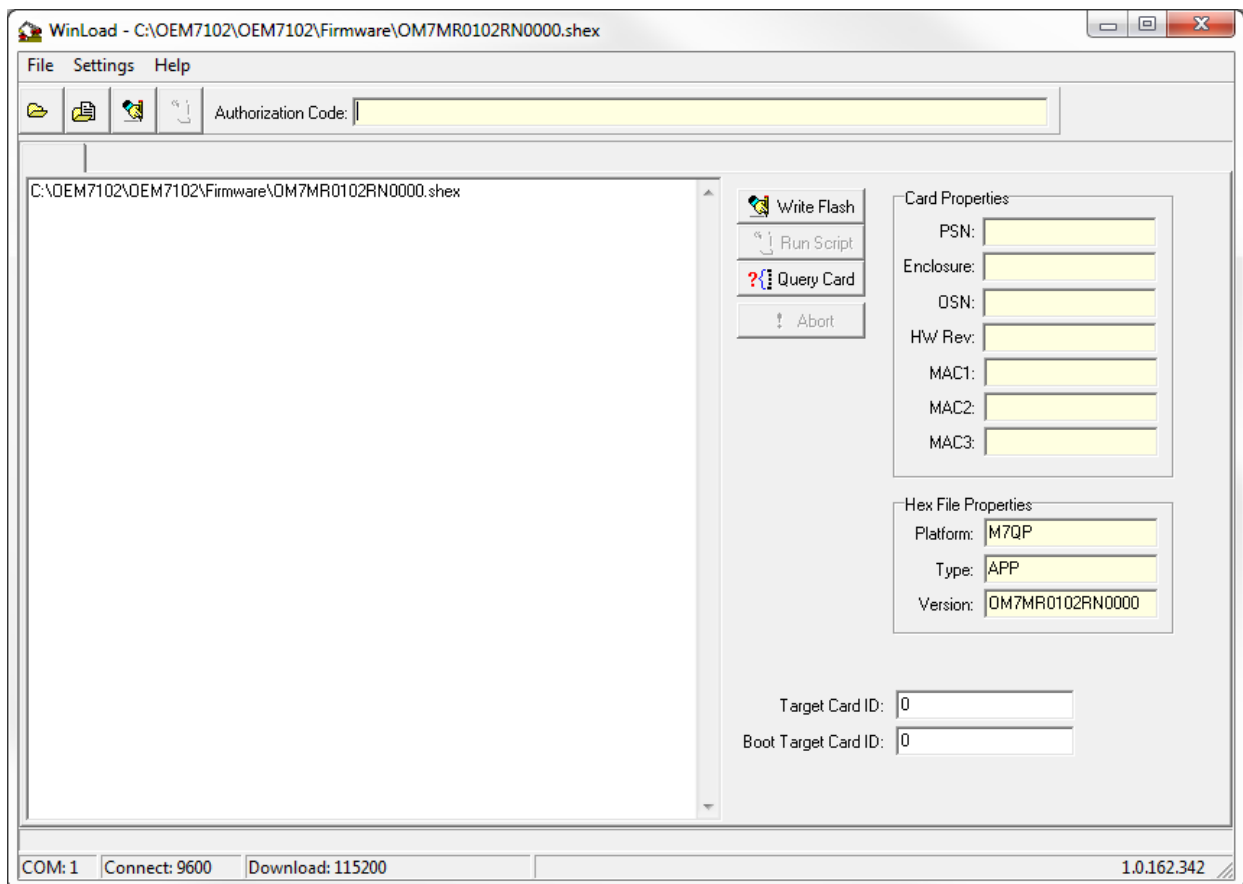 WinLoad - C:\OEM7102\OEM7102\Firmware\OM7MR0102RN0000.shex
File Settings Help
Authorization Code:
C:\OEM7102\OEM7102\Firmware\OM7MR0102RN0000.shex
Write Flash
Run Script
Query Card
Abort
Card Properties
PSN:
Enclosure:
OSN:
HW Rev:
MAC1:
MAC2:
MAC3:
Hex File Properties
Platform: M7QP
Type: APP
Version: OM7MR0102RN0000
Target Card ID: 0
Boot Target Card ID: 0
COM: 1 Connect: 9600 Download: 115200 1.0.162.342